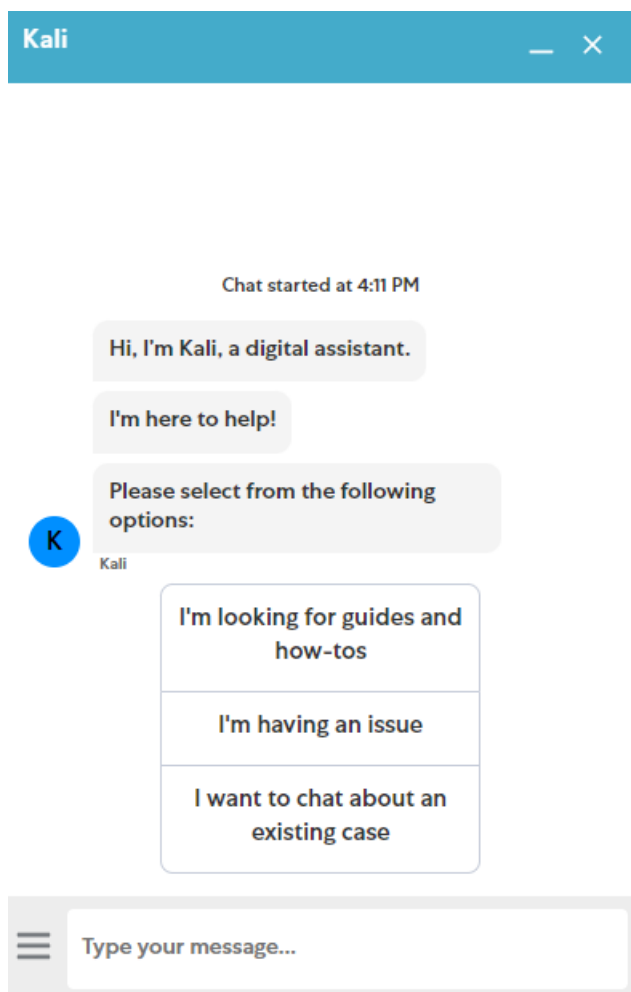 Kali
Chat started at 4:11 PM
Hi, I'm Kali, a digital assistant.
I'm here to help!
Please select from the following
options:
K
Kali
I'm looking for guides and
how-tos
I'm having an issue
I want to chat about an
existing case
Type your message...